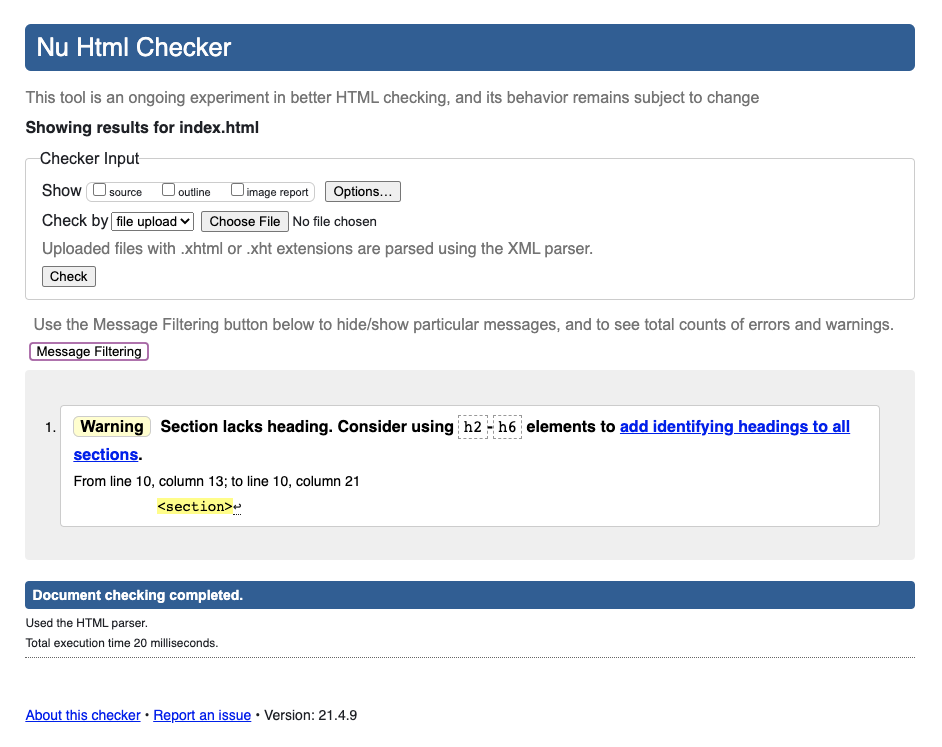 Nu Html Checker
This tool is an ongoing experiment in better HTML checking, and its behavior remains subject to change
Showing results for index.html
Checker Input
Show source outline image report Options...
Check by file upload Choose File No file chosen
Uploaded files with .xhtml or .xht extensions are parsed using the XML parser.
Check
Use the Message Filtering button below to hide/show particular messages, and to see total counts of errors and warnings.
Message Filtering
1. Warning Section lacks heading. Consider using h2-h6 elements to add identifying headings to all
sections.
From line 10, column 13; to line 10, column 21
<section>↩
Document checking completed.
Used the HTML parser.
Total execution time 20 milliseconds.
About this checker • Report an issue • Version: 21.4.9